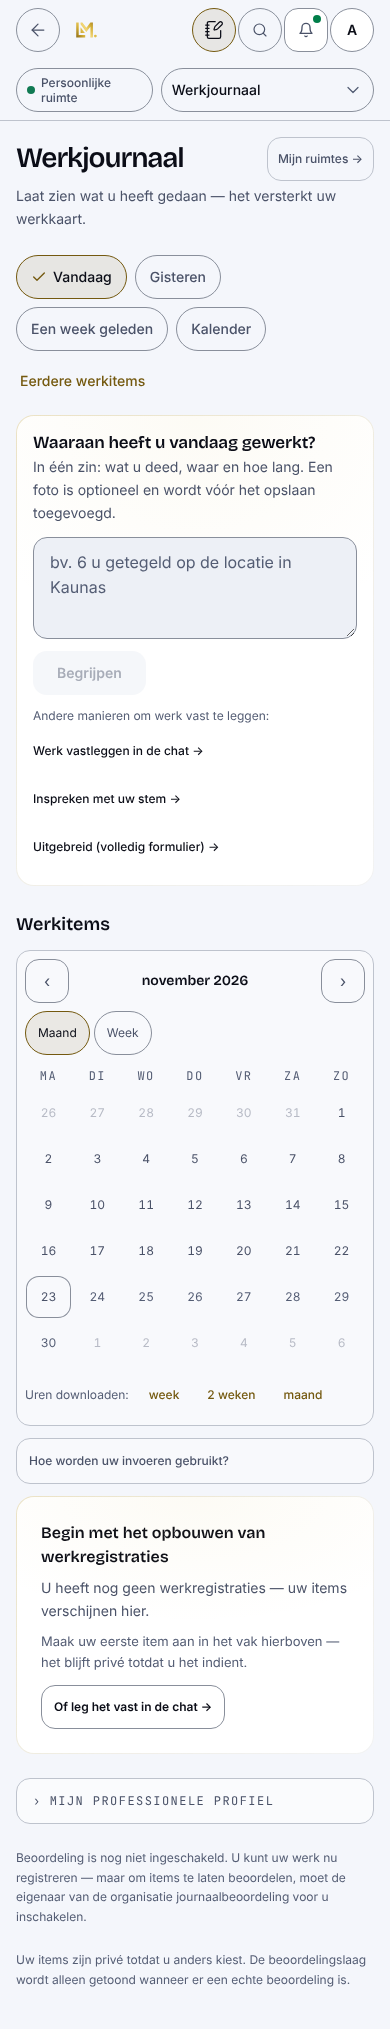 LM.
A
Persoonlijke
ruimte
Werkjournaal
Werkjournaal
Mijn ruimtes →
Laat zien wat u heeft gedaan — het versterkt uw
werkkaart.
Vandaag
Gisteren
Een week geleden
Kalender
Eerdere werkitems
Waaraan heeft u vandaag gewerkt?
In één zin: wat u deed, waar en hoe lang. Een
foto is optioneel en wordt vóór het opslaan
toegevoegd.
bv. 6 u getegeld op de locatie in
Kaunas
Begrijpen
Andere manieren om werk vast te leggen:
Werk vastleggen in de chat →
Inspreken met uw stem →
Uitgebreid (volledig formulier) →
Werkitems
‹ november 2026 ›
Maand Week
MA DI WO DO VR ZA ZO
26 27 28 29 30 31 1
2 3 4 5 6 7 8
9 10 11 12 13 14 15
16 17 18 19 20 21 22
23 24 25 26 27 28 29
30 1 2 3 4 5 6
Uren downloaden: week 2 weken maand
Hoe worden uw invoeren gebruikt?
Begin met het opbouwen van
werkregistraties
U heeft nog geen werkregistraties — uw items
verschijnen hier.
Maak uw eerste item aan in het vak hierboven —
het blijft privé totdat u het indient.
Of leg het vast in de chat →
› MIJN PROFESSIONELE PROFIEL
Beoordeling is nog niet ingeschakeld. U kunt uw werk nu
registreren — maar om items te laten beoordelen, moet de
eigenaar van de organisatie journaalbeoordeling voor u
inschakelen.
Uw items zijn privé totdat u anders kiest. De beoordelingslaag
wordt alleen getoond wanneer er een echte beoordeling is.